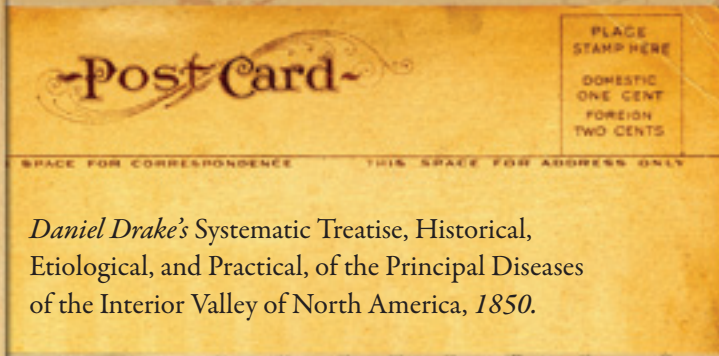 Post Card
PLACE
STAMP HERE
DOMESTIC
ONE CENT
FOREIGN
TWO CENTS
SPACE FOR CORRESPONDENCE
THIS SPACE FOR ADDRESS ONLY
Daniel Drake’s Systematic Treatise, Historical,
Etiological, and Practical, of the Principal Diseases
of the Interior Valley of North America, 1850.